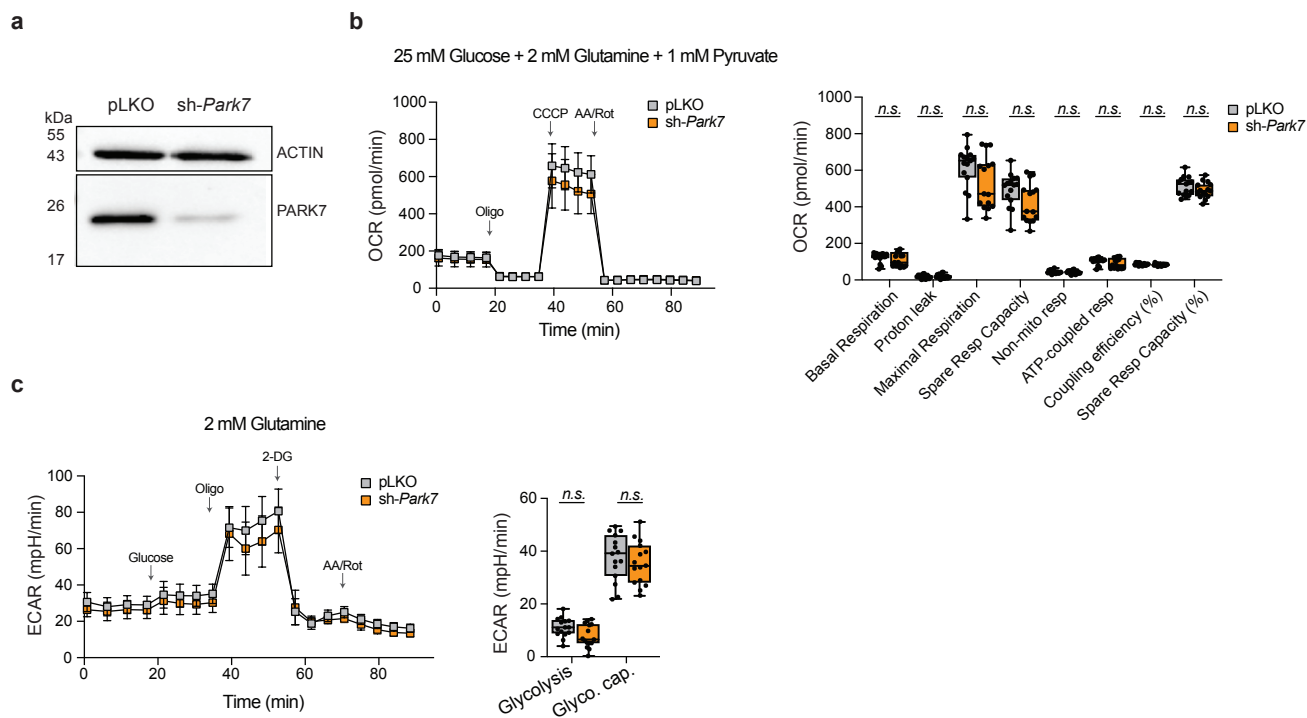 a
pLKO
sh-Park7
kDa
55
43
26
17
ACTIN
PARK7
b
25 mM Glucose + 2 mM Glutamine + 1 mM Pyruvate
OCR (pmol/min)
1000
800
600
400
200
0
0
20
40
60
80
Time (min)
Oligo
CCCP
AA/Rot
pLKO
sh-Park7
OCR (pmol/min)
1000
800
600
400
200
0
n.s.
n.s.
n.s.
n.s.
n.s.
n.s.
n.s.
n.s.
pLKO
sh-Park7
Basal Respiration
Proton leak
Maximal Respiration
Spare Resp Capacity
Non-mito resp
ATP-coupled resp
Coupling efficiency (%)
Spare Resp Capacity (%)
c
2 mM Glutamine
ECAR (mpH/min)
100
80
60
40
20
0
0
20
40
60
80
Time (min)
Glucose
Oligo
2-DG
AA/Rot
pLKO
sh-Park7
ECAR (mpH/min)
60
40
20
0
n.s.
n.s.
Glycolysis
Glyco. cap.